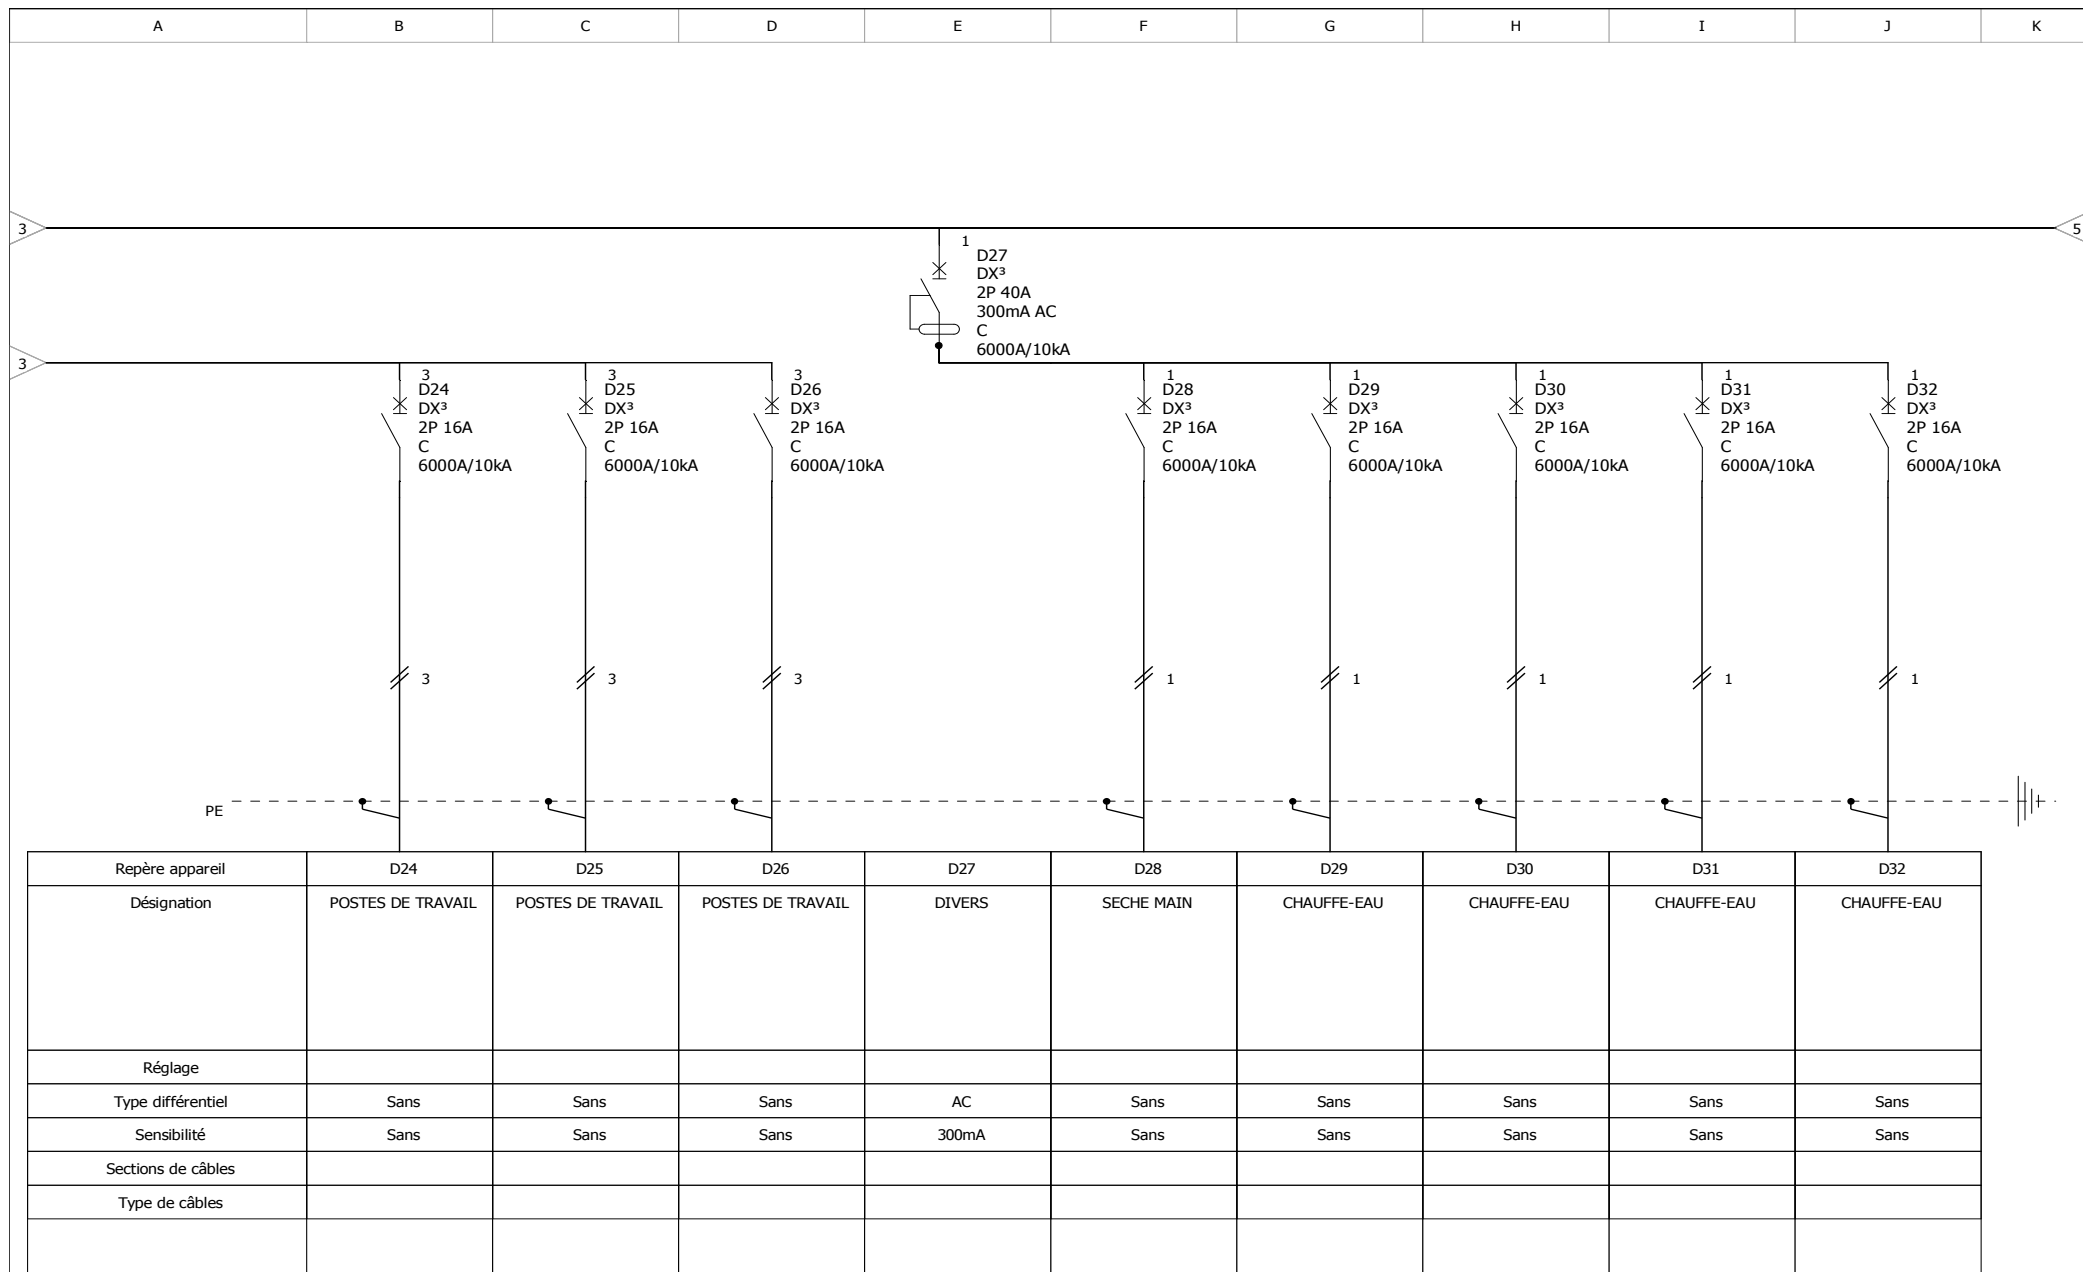 A B C D E F G H I J K
3 5
1
D27
DX³
2P 40A
300mA AC
C
6000A/10kA
3
3
D24
DX³
2P 16A
C
6000A/10kA
3
D25
DX³
2P 16A
C
6000A/10kA
3
D26
DX³
2P 16A
C
6000A/10kA
1
D28
DX³
2P 16A
C
6000A/10kA
1
D29
DX³
2P 16A
C
6000A/10kA
1
D30
DX³
2P 16A
C
6000A/10kA
1
D31
DX³
2P 16A
C
6000A/10kA
1
D32
DX³
2P 16A
C
6000A/10kA
3 3 3 1 1 1 1 1
PE
Repère appareil D24 D25 D26 D27 D28 D29 D30 D31 D32
Désignation POSTES DE TRAVAIL POSTES DE TRAVAIL POSTES DE TRAVAIL DIVERS SECHE MAIN CHAUFFE-EAU CHAUFFE-EAU CHAUFFE-EAU CHAUFFE-EAU
Réglage
Type différentiel Sans Sans Sans AC Sans Sans Sans Sans Sans
Sensibilité Sans Sans Sans 300mA Sans Sans Sans Sans Sans
Sections de câbles
Type de câbles